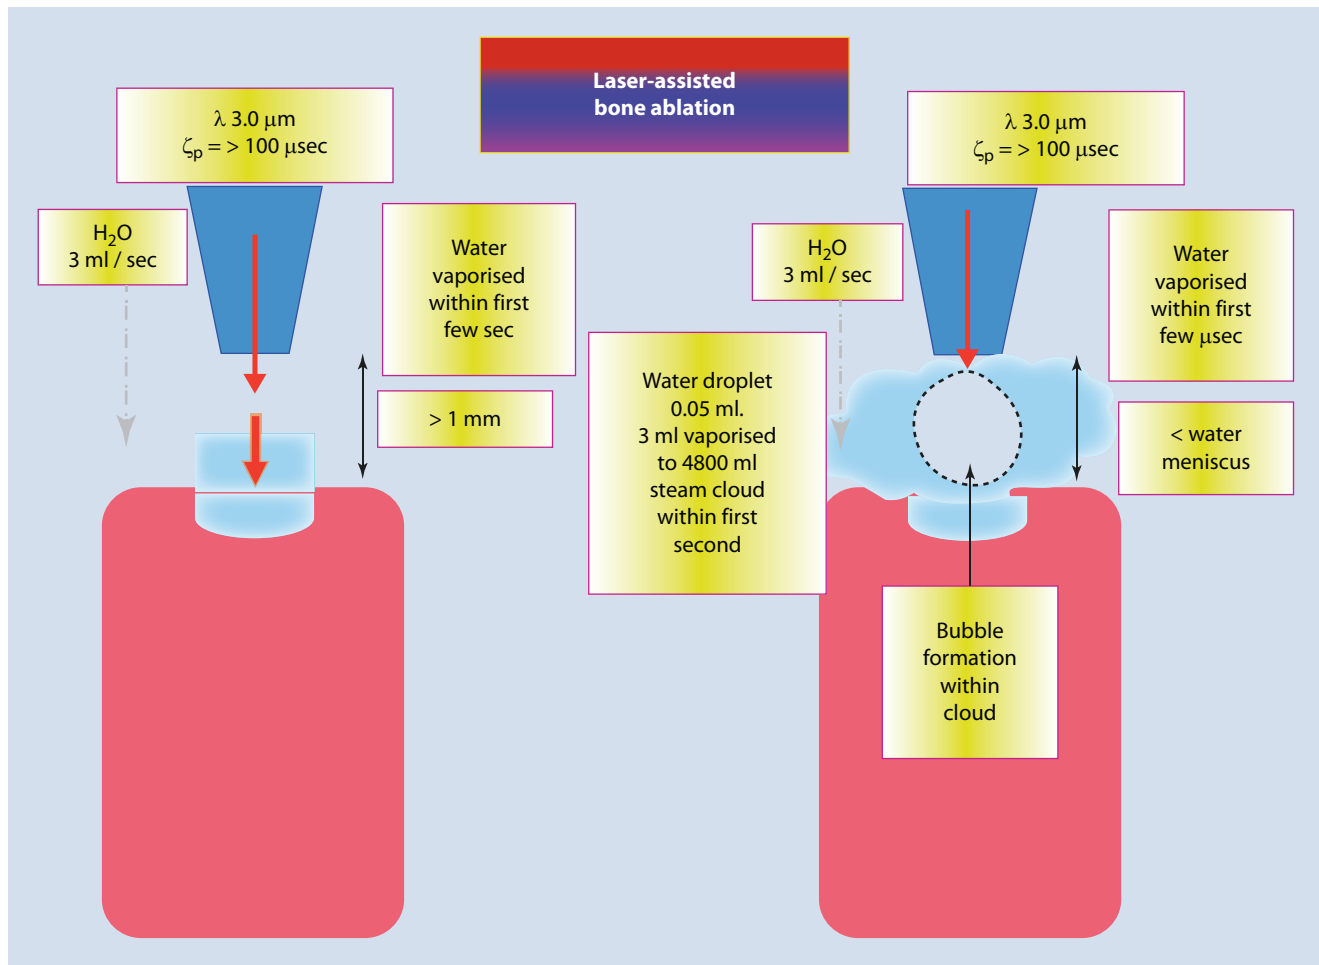 Laser-assisted
bone ablation
λ 3.0 μm
ζp = > 100 μsec
H2O
3 ml / sec
Water
vaporised
within first
few sec
> 1 mm
λ 3.0 μm
ζp = > 100 μsec
H2O
3 ml / sec
Water
vaporised
within first
few μsec
Water droplet
0.05 ml.
3 ml vaporised
to 4800 ml
steam cloud
within first
second
< water
meniscus
Bubble
formation
within
cloud